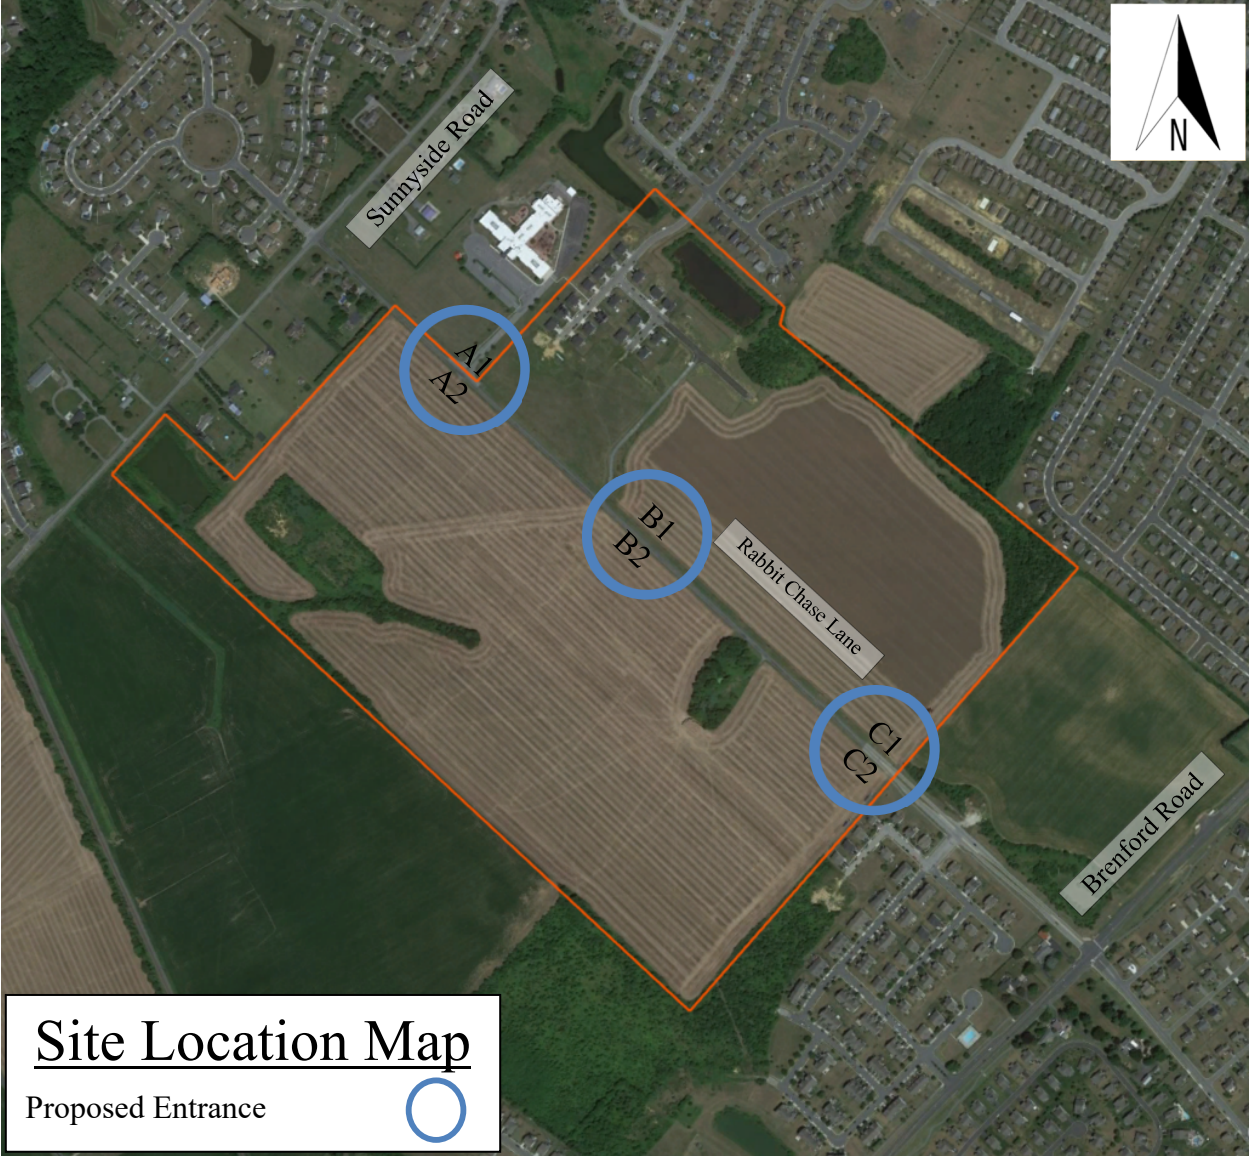 N
Sunnyside Road
A1
A2
B1
B2
Rabbit Chase Lane
C1
C2
Brenford Road
Site Location Map
Proposed Entrance